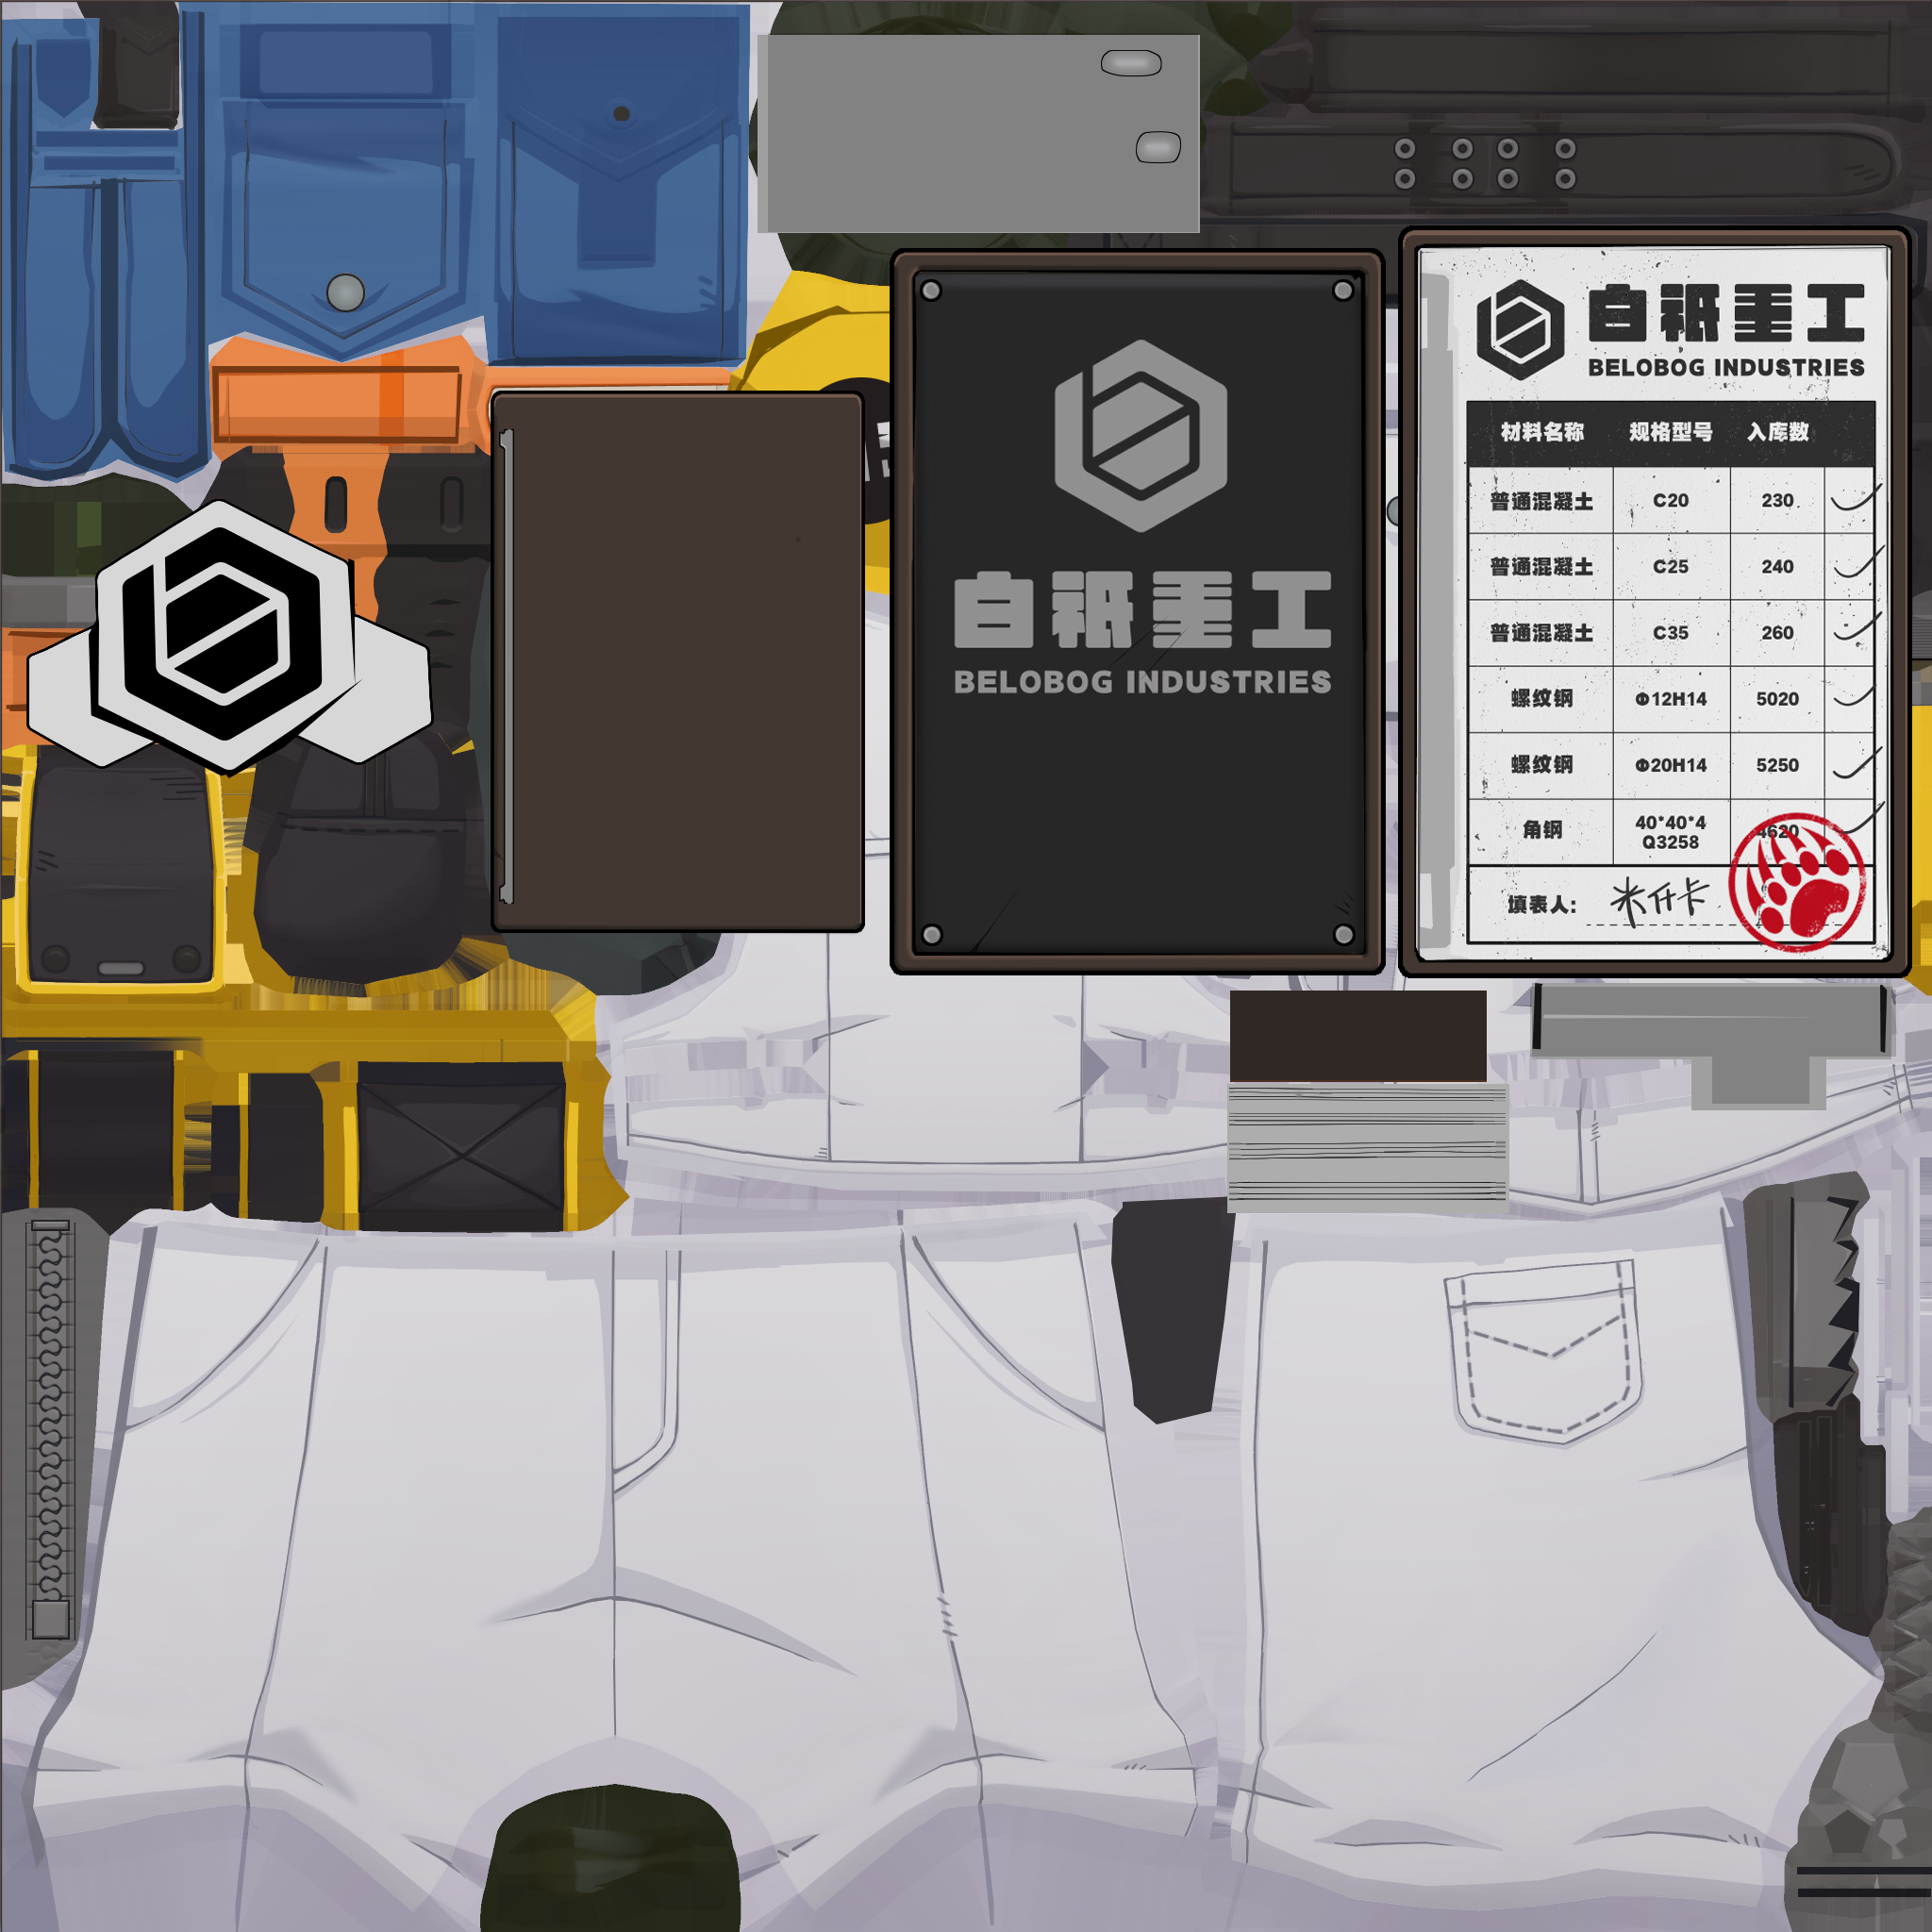 白祇重工
BELOBOG INDUSTRIES
白祇重工
BELOBOG INDUSTRIES
材料名称 规格型号 入库数
普通混凝土 C20 230
普通混凝土 C25 240
普通混凝土 C35 260
螺纹钢 Φ12H14 5020
螺纹钢 Φ20H14 5250
角钢 40*40*4 4620
Q3258
填表人: